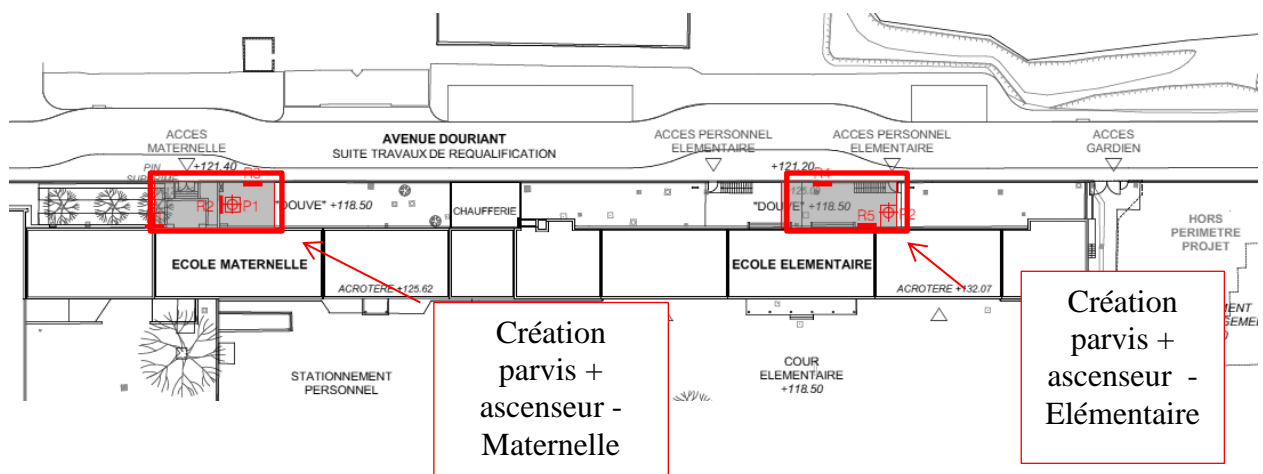 ACCES
MATERNELLE
AVENUE DOURIANT
SUITE TRAVAUX DE REQUALIFICATION
ACCES PERSONNEL
ELEMENTAIRE
ACCES PERSONNEL
ELEMENTAIRE
ACCES
GARDIEN
PIN
+121.40
R3
+121.20
R4
R2
P1
"DOUVE" +118.50
CHAUFFERIE
"DOUVE" +118.50
R5
P2
HORS
PERIMETRE
PROJET
ECOLE MATERNELLE
ACROTERE +125.62
ECOLE ELEMENTAIRE
ACROTERE +132.07
Création
parvis +
ascenseur -
Maternelle
Création
parvis +
ascenseur -
Elémentaire
STATIONNEMENT
PERSONNEL
COUR
ELEMENTAIRE
+118.50